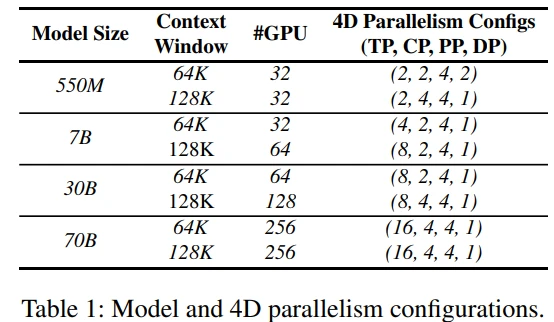 Model Size Context Window #GPU 4D Parallelism Configs (TP, CP, PP, DP)
550M 64K 32 (2, 2, 4, 2)
128K 32 (2, 4, 4, 1)
7B 64K 32 (4, 2, 4, 1)
128K 64 (8, 2, 4, 1)
30B 64K 64 (8, 2, 4, 1)
128K 128 (8, 4, 4, 1)
70B 64K 256 (16, 4, 4, 1)
128K 256 (16, 4, 4, 1)
Table 1: Model and 4D parallelism configurations.